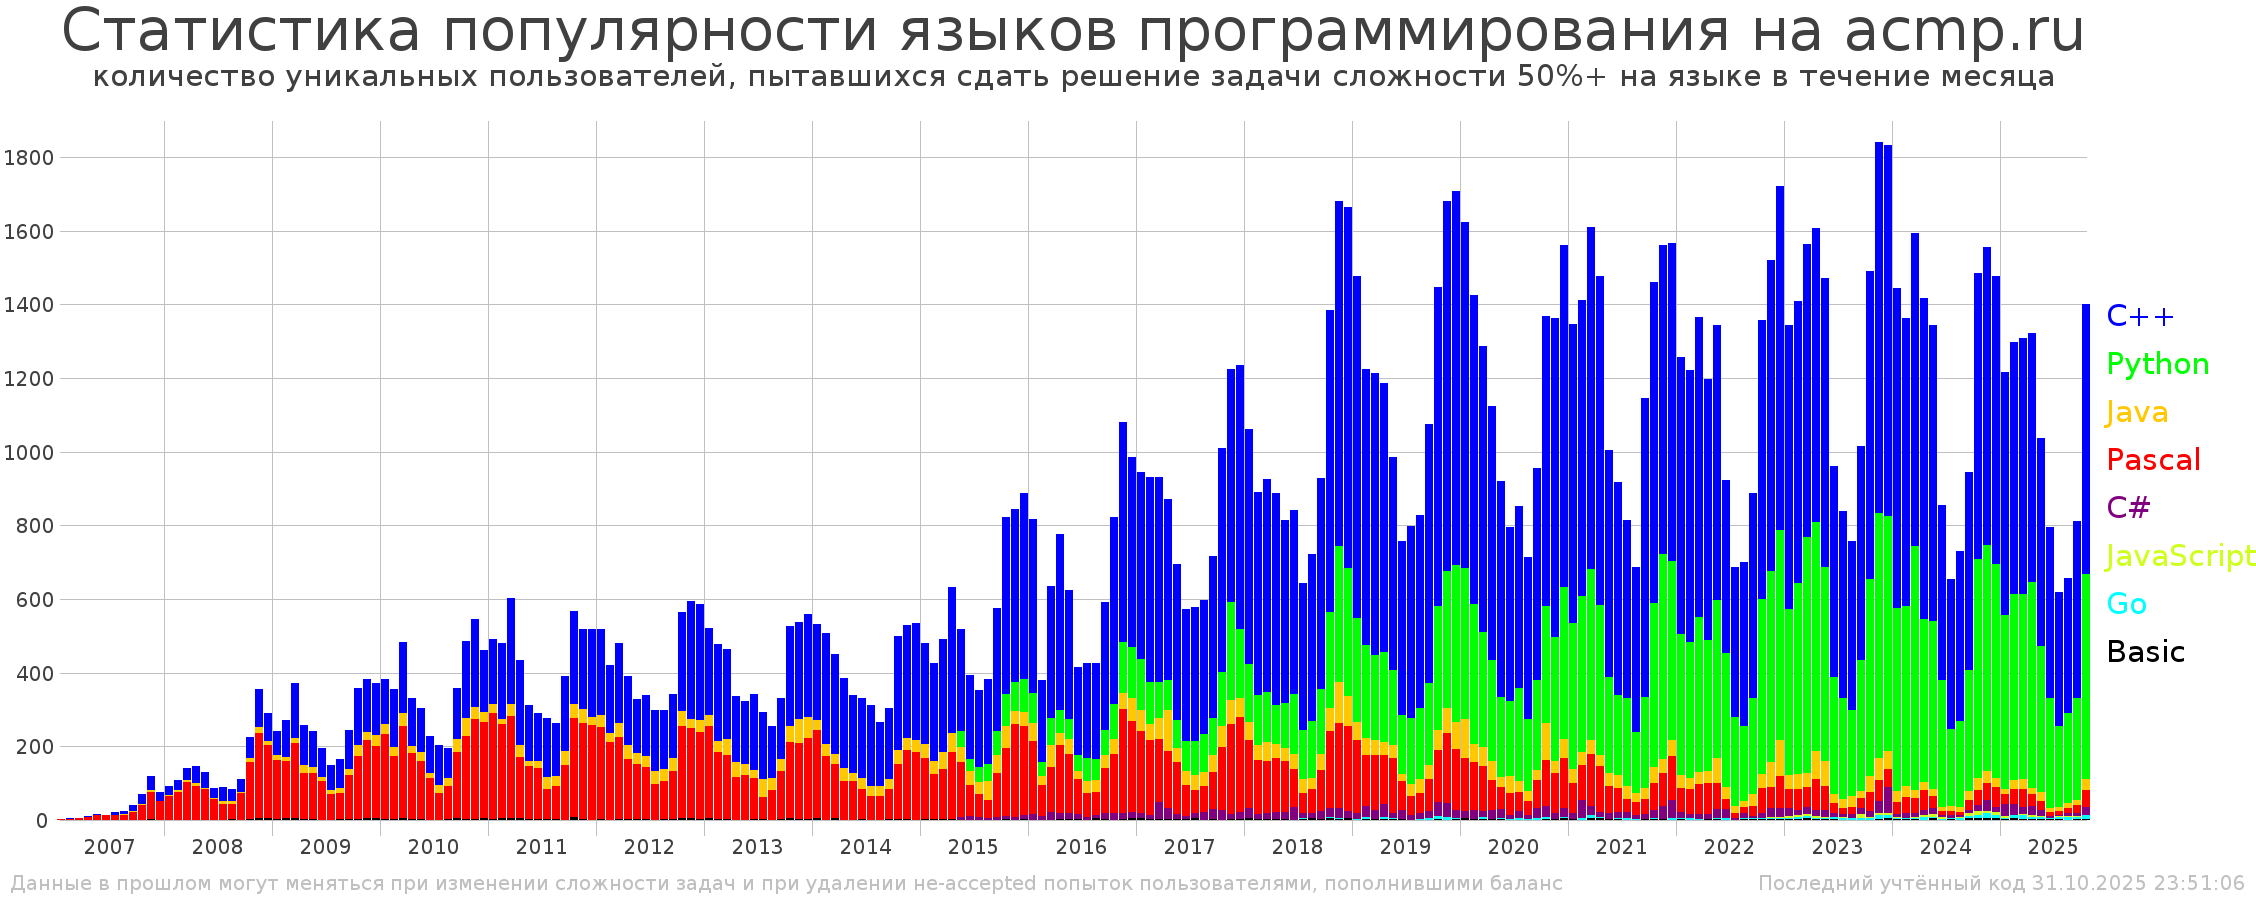 Статистика популярности языков программирования на acmp.ru
количество уникальных пользователей, пытавшихся сдать решение задачи сложности 50%+ на языке в течение месяца
1800
1600
1400
1200
1000
800
600
400
200
0
C++
Python
Java
Pascal
C#
JavaScript
Go
Basic
2007 2008 2009 2010 2011 2012 2013 2014 2015 2016 2017 2018 2019 2020 2021 2022 2023 2024 2025
Данные в прошлом могут меняться при изменении сложности задач и при удалении не-accepted попыток пользователями, пополнившими баланс
Последний учтённый код 31.10.2025 23:51:06